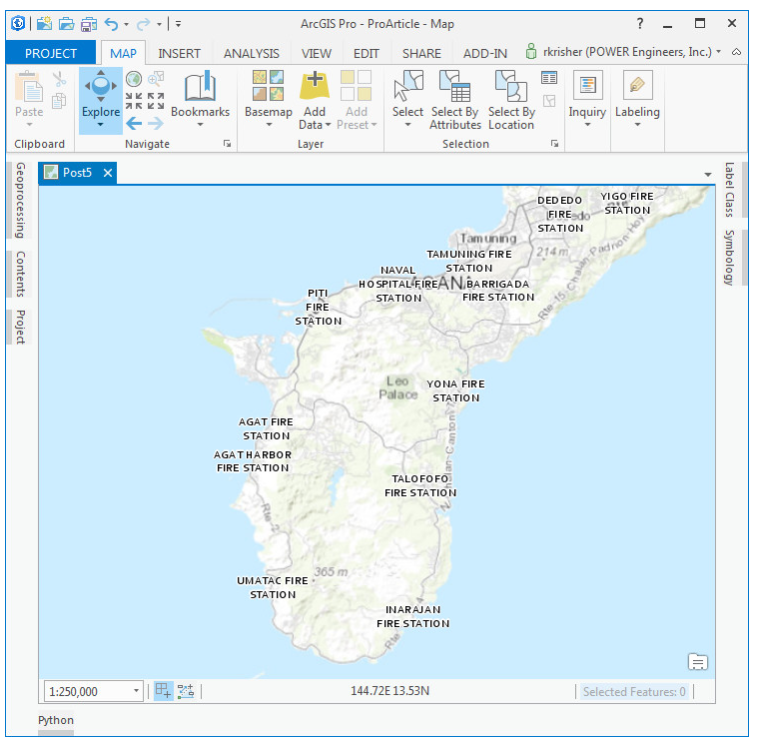 ArcGIS Pro - ProArticle - Map
?
PROJECT MAP INSERT ANALYSIS VIEW EDIT SHARE ADD-IN rkrisher (POWER Engineers, Inc.)
Paste
Explore
Bookmarks
Basemap
Add
Data
Add
Preset
Select
Select By
Attributes
Select By
Location
Inquiry
Labeling
Clipboard Navigate Layer Selection
Geoprocessing
Contents
Project
Post5
Label Class
Symbology
DEDEDO
FIRE
STATION
YIGO FIRE
STATION
Tamuning
214 m
TAMUNING FIRE
STATION
NAVAL
HOSPITAL FIRE
STATION
BARRIGADA
FIRE STATION
PITI
FIRE
STATION
Rte 15
Leo
Palace
YONA FIRE
STATION
AGAT FIRE
STATION
AGAT HARBOR
FIRE STATION
TALOFOFO
FIRE STATION
Rte 2
365 m
UMATAC FIRE
STATION
INARAJAN
FIRE STATION
1:250,000
144.72E 13.53N
Selected Features: 0
Python